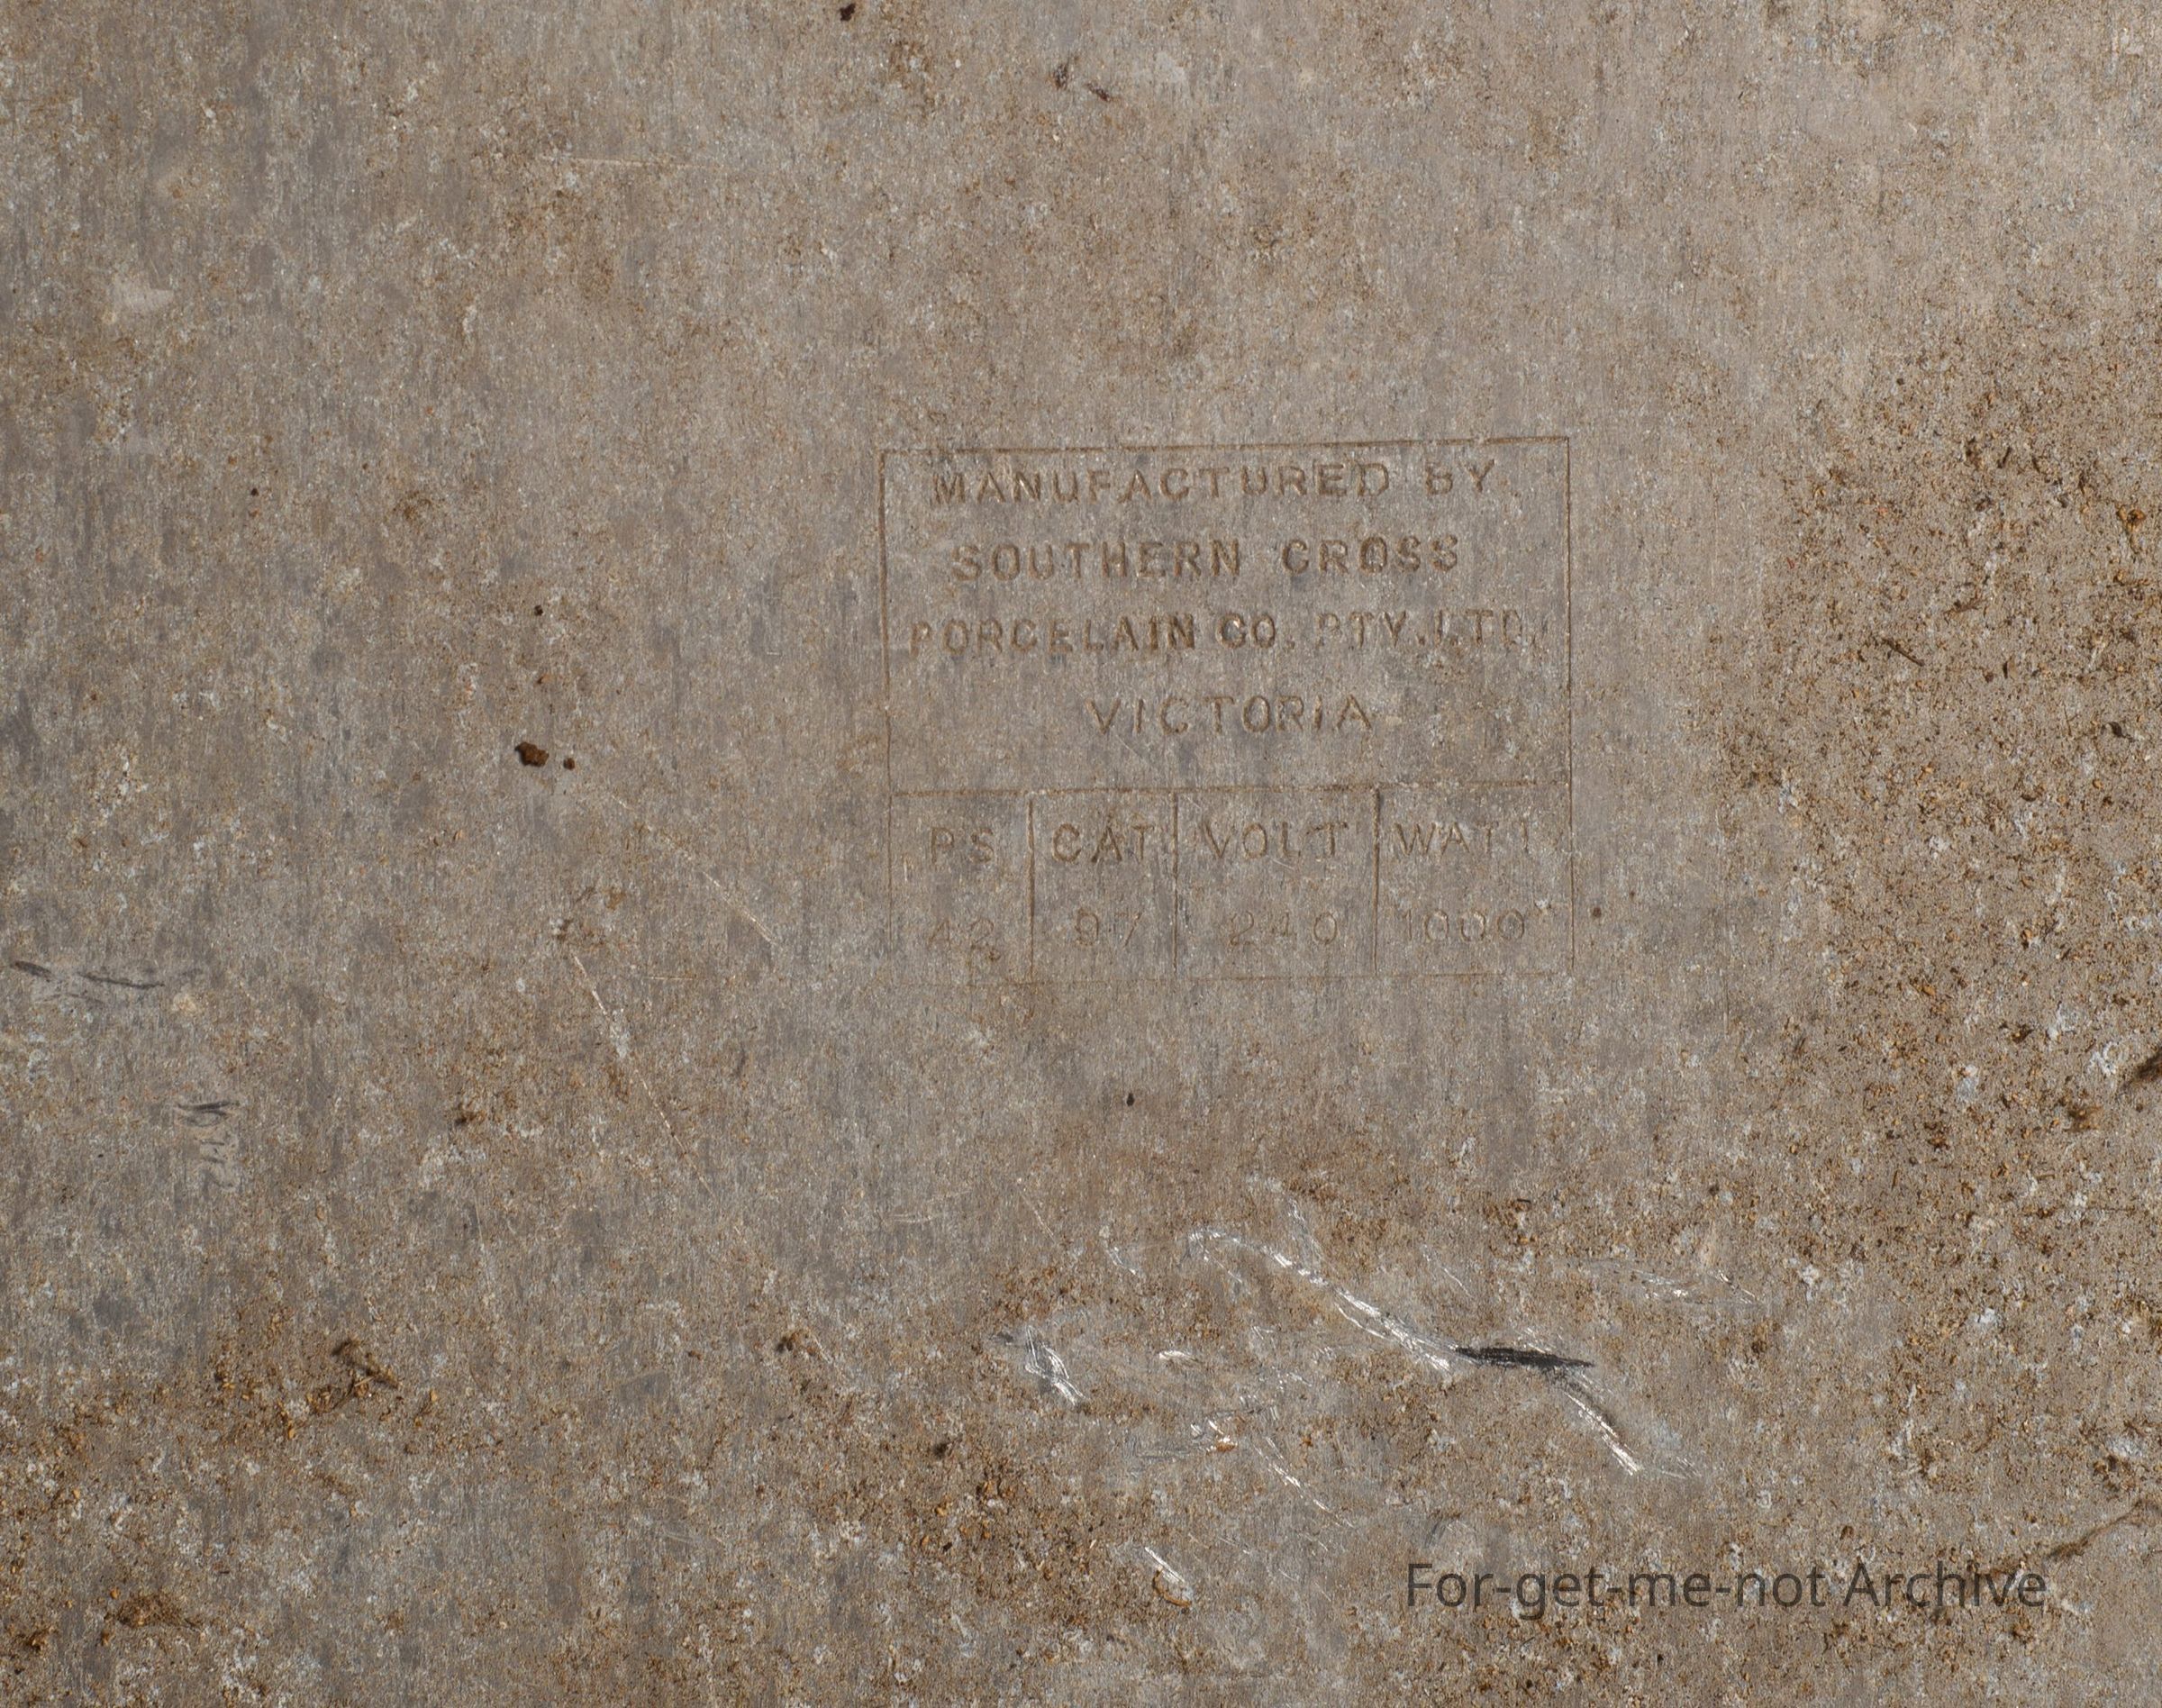 MANUFACTURED BY
SOUTHERN CROSS
PORCELAIN CO. PTY. LTD.
VICTORIA
PS CAT VOLT WATT
42 97 240 1000
For-get-me-not Archive